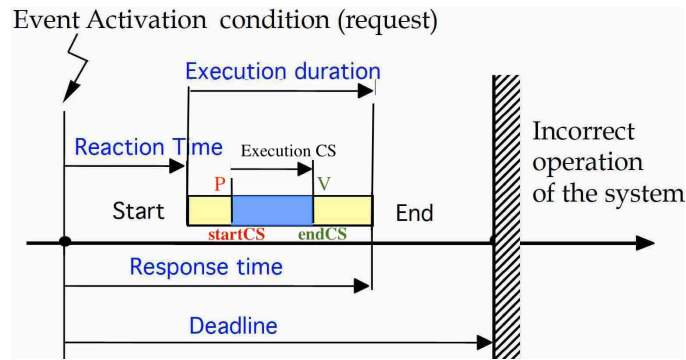 Event Activation condition (request)
Execution duration
Reaction Time
Execution CS
P
V
Start
End
startCS
endCS
Incorrect
operation
of the system
Response time
Deadline